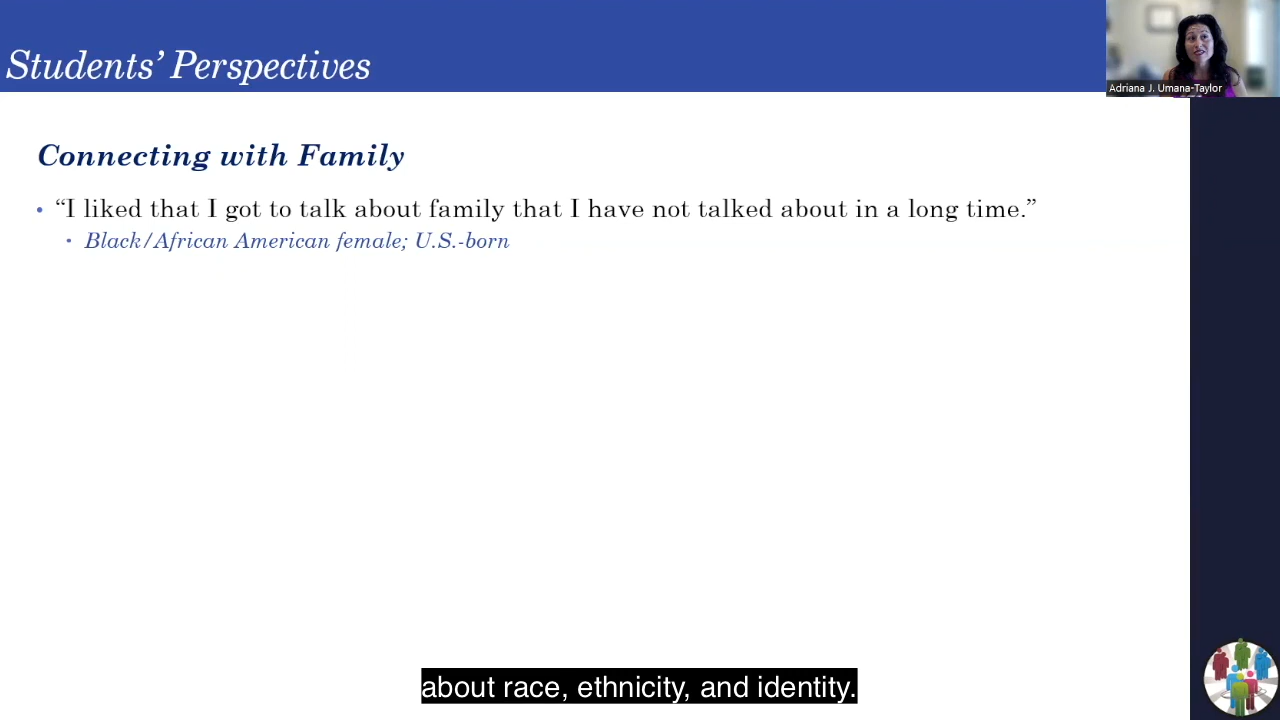 Students’ Perspectives
Adriana J. Umana-Taylor
Connecting with Family
• “I liked that I got to talk about family that I have not talked about in a long time.”
• Black/African American female; U.S.-born
about race, ethnicity, and identity.